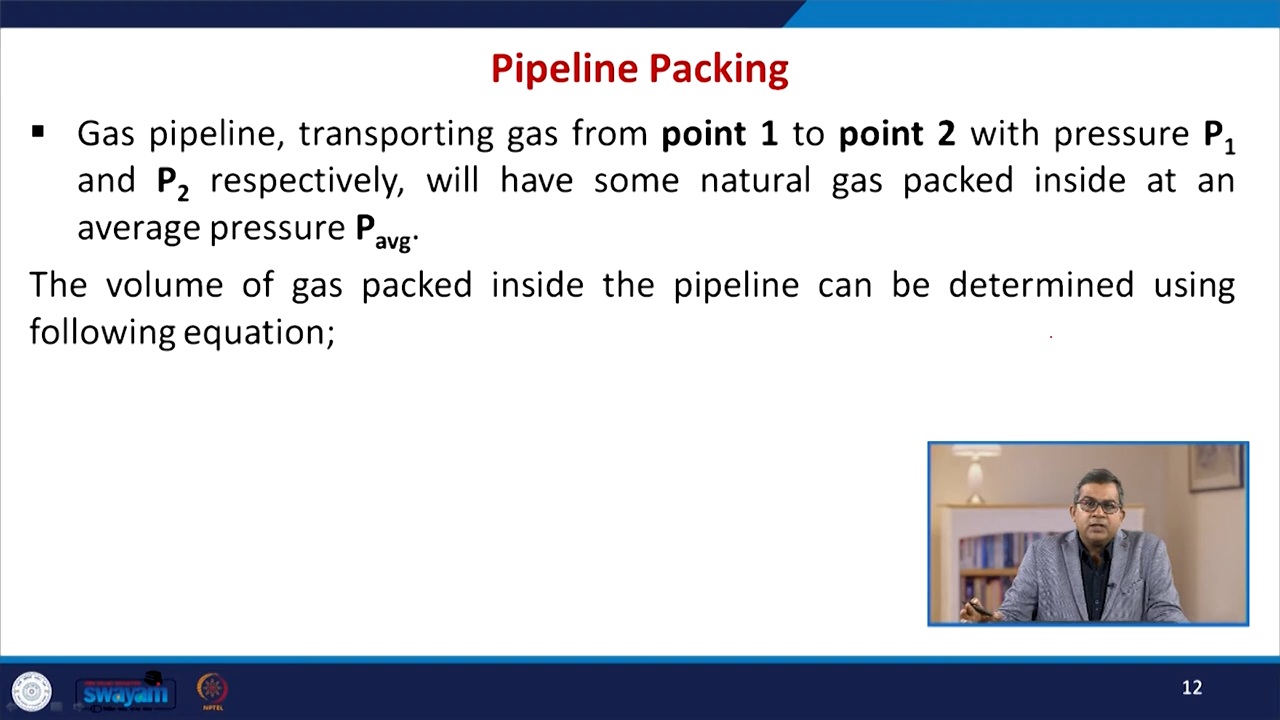 Pipeline Packing
▪ Gas pipeline, transporting gas from point 1 to point 2 with pressure P₁
and P₂ respectively, will have some natural gas packed inside at an
average pressure Pavg.
The volume of gas packed inside the pipeline can be determined using
following equation;
swayam
NPTEL
12